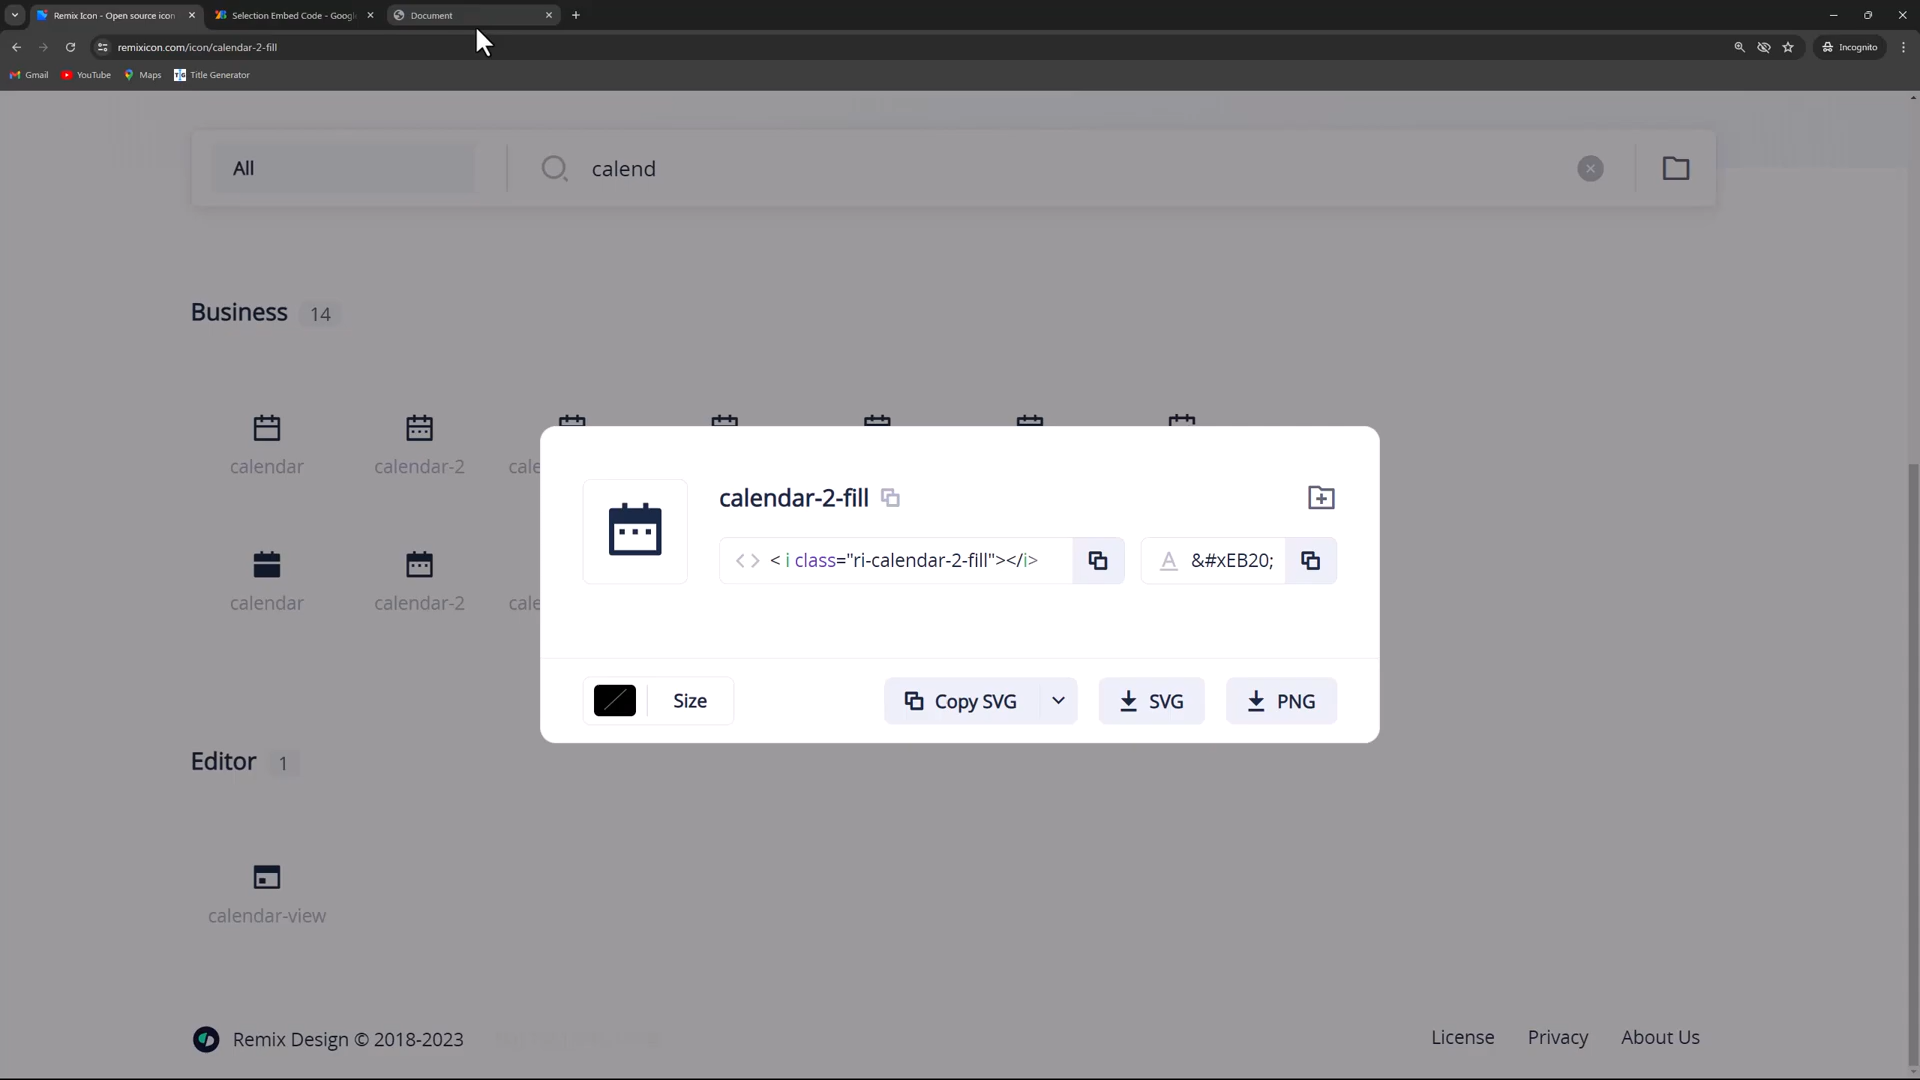 Remix Icon - Open source icon
Selection Embed Code - Google
Document
remixicon.com/icon/calendar-2-fill
Incognito
Gmail
YouTube
Maps
Title Generator
All
calend
Business 14
calendar
calendar-2
cale
calendar
calendar-2
cale
calendar-2-fill
< i class="ri-calendar-2-fill"></i>
&#xEB20;
Size
Copy SVG
SVG
PNG
Editor 1
calendar-view
Remix Design © 2018-2023
License
Privacy
About Us